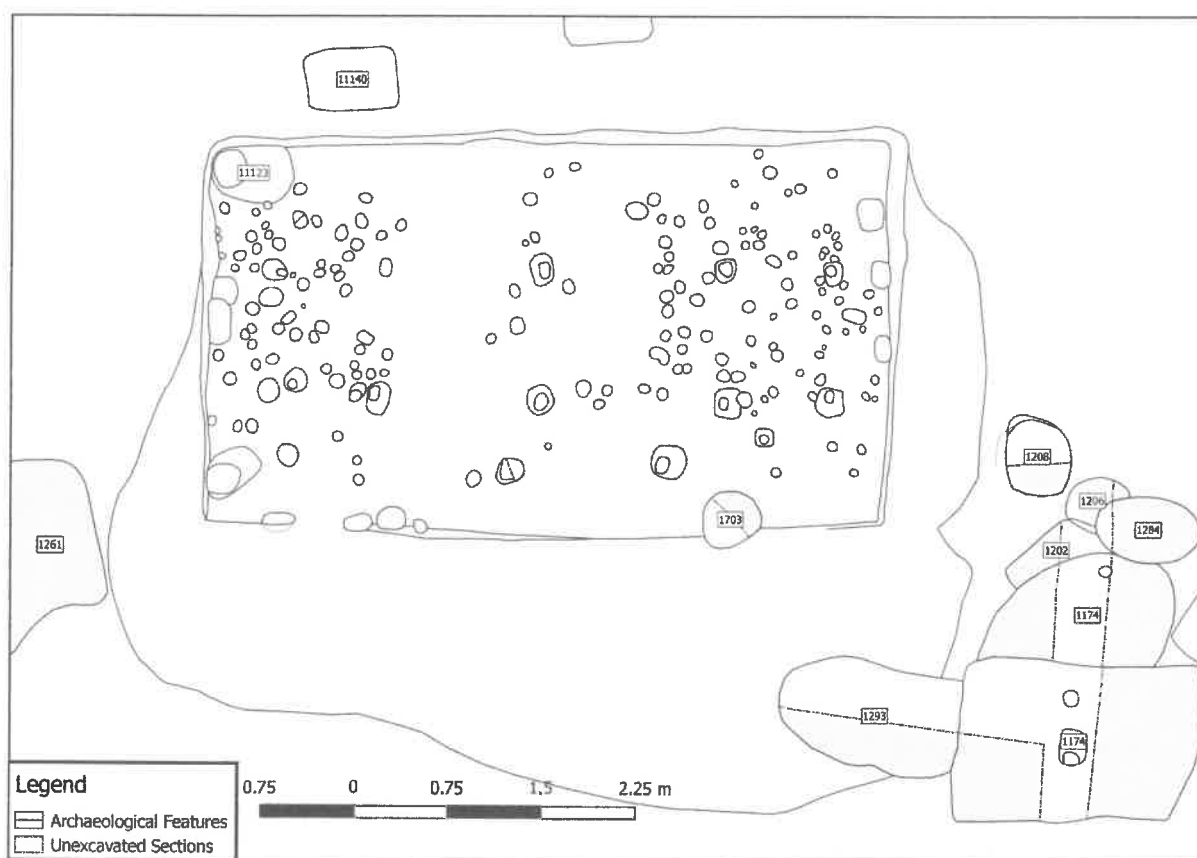 11140
11123
1208
1206
1284
1261
1703
1202
1174
1293
1174
Legend
Archaeological Features
Unexcavated Sections
0.75 0 0.75 1.5 2.25 m